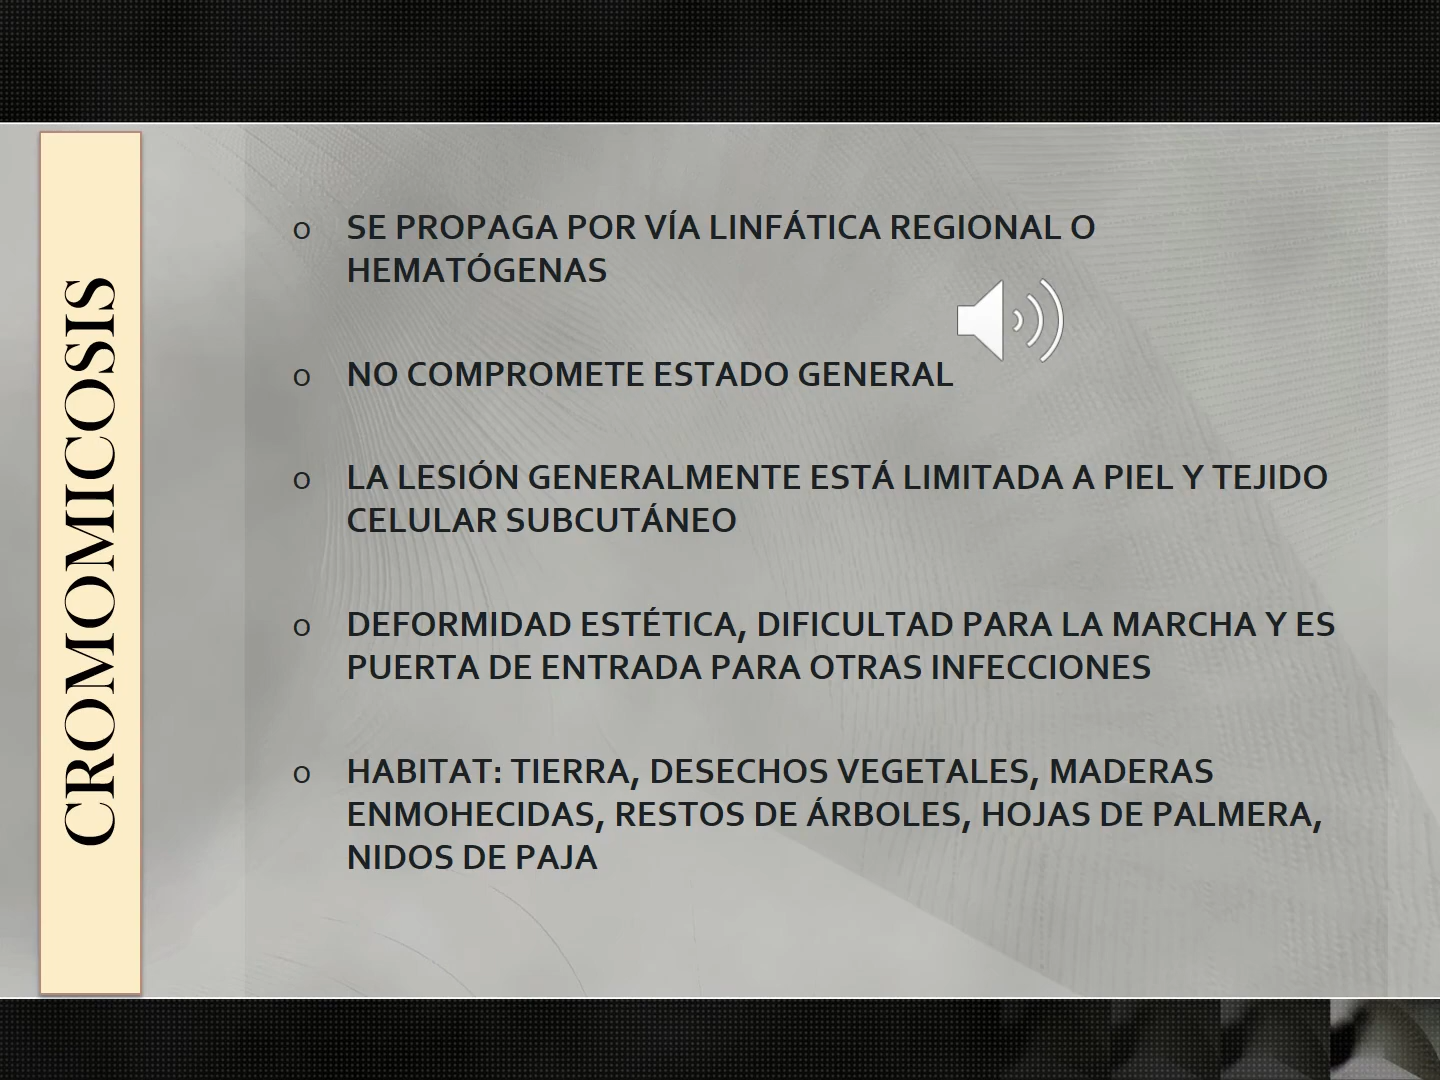 CROMOMICOSIS
o SE PROPAGA POR VÍA LINFÁTICA REGIONAL O
HEMATÓGENAS
o NO COMPROMETE ESTADO GENERAL
o LA LESIÓN GENERALMENTE ESTÁ LIMITADA A PIEL Y TEJIDO
CELULAR SUBCUTÁNEO
o DEFORMIDAD ESTÉTICA, DIFICULTAD PARA LA MARCHA Y ES
PUERTA DE ENTRADA PARA OTRAS INFECCIONES
o HABITAT: TIERRA, DESECHOS VEGETALES, MADERAS
ENMOHECIDAS, RESTOS DE ÁRBOLES, HOJAS DE PALMERA,
NIDOS DE PAJA